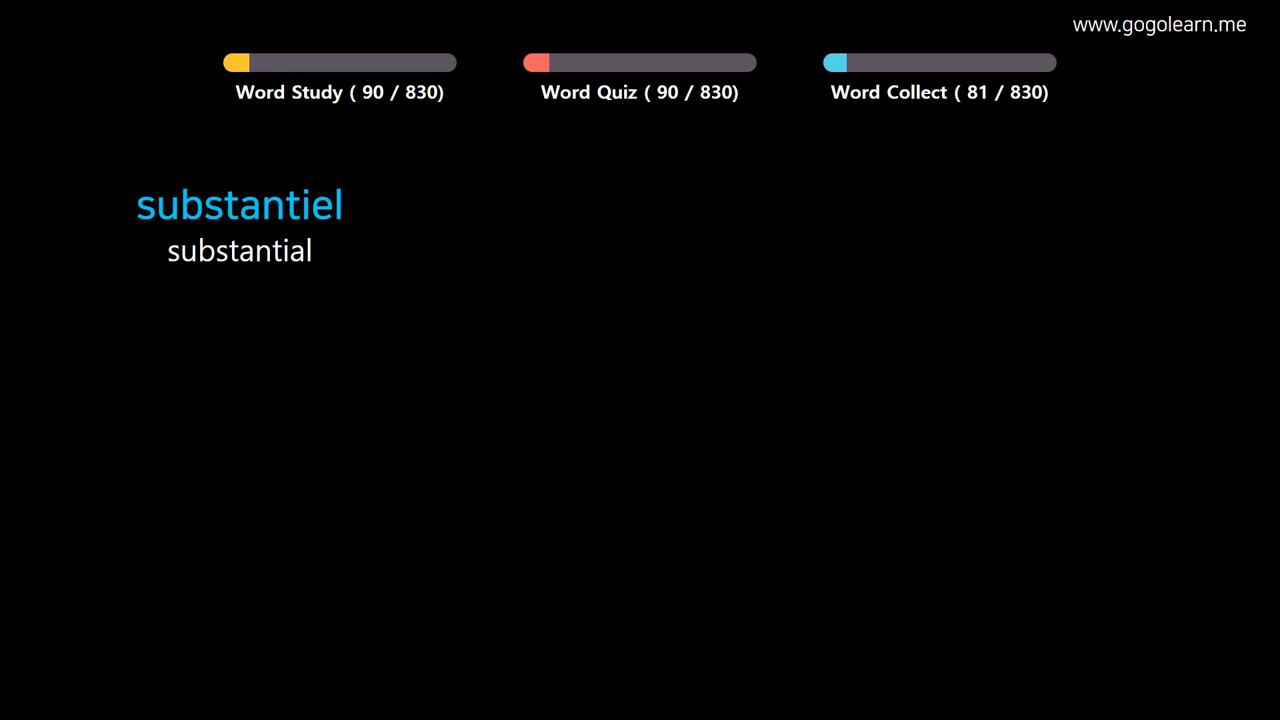 www.gogolearn.me
Word Study ( 90 / 830)
Word Quiz ( 90 / 830)
Word Collect ( 81 / 830)
substantiel
substantial